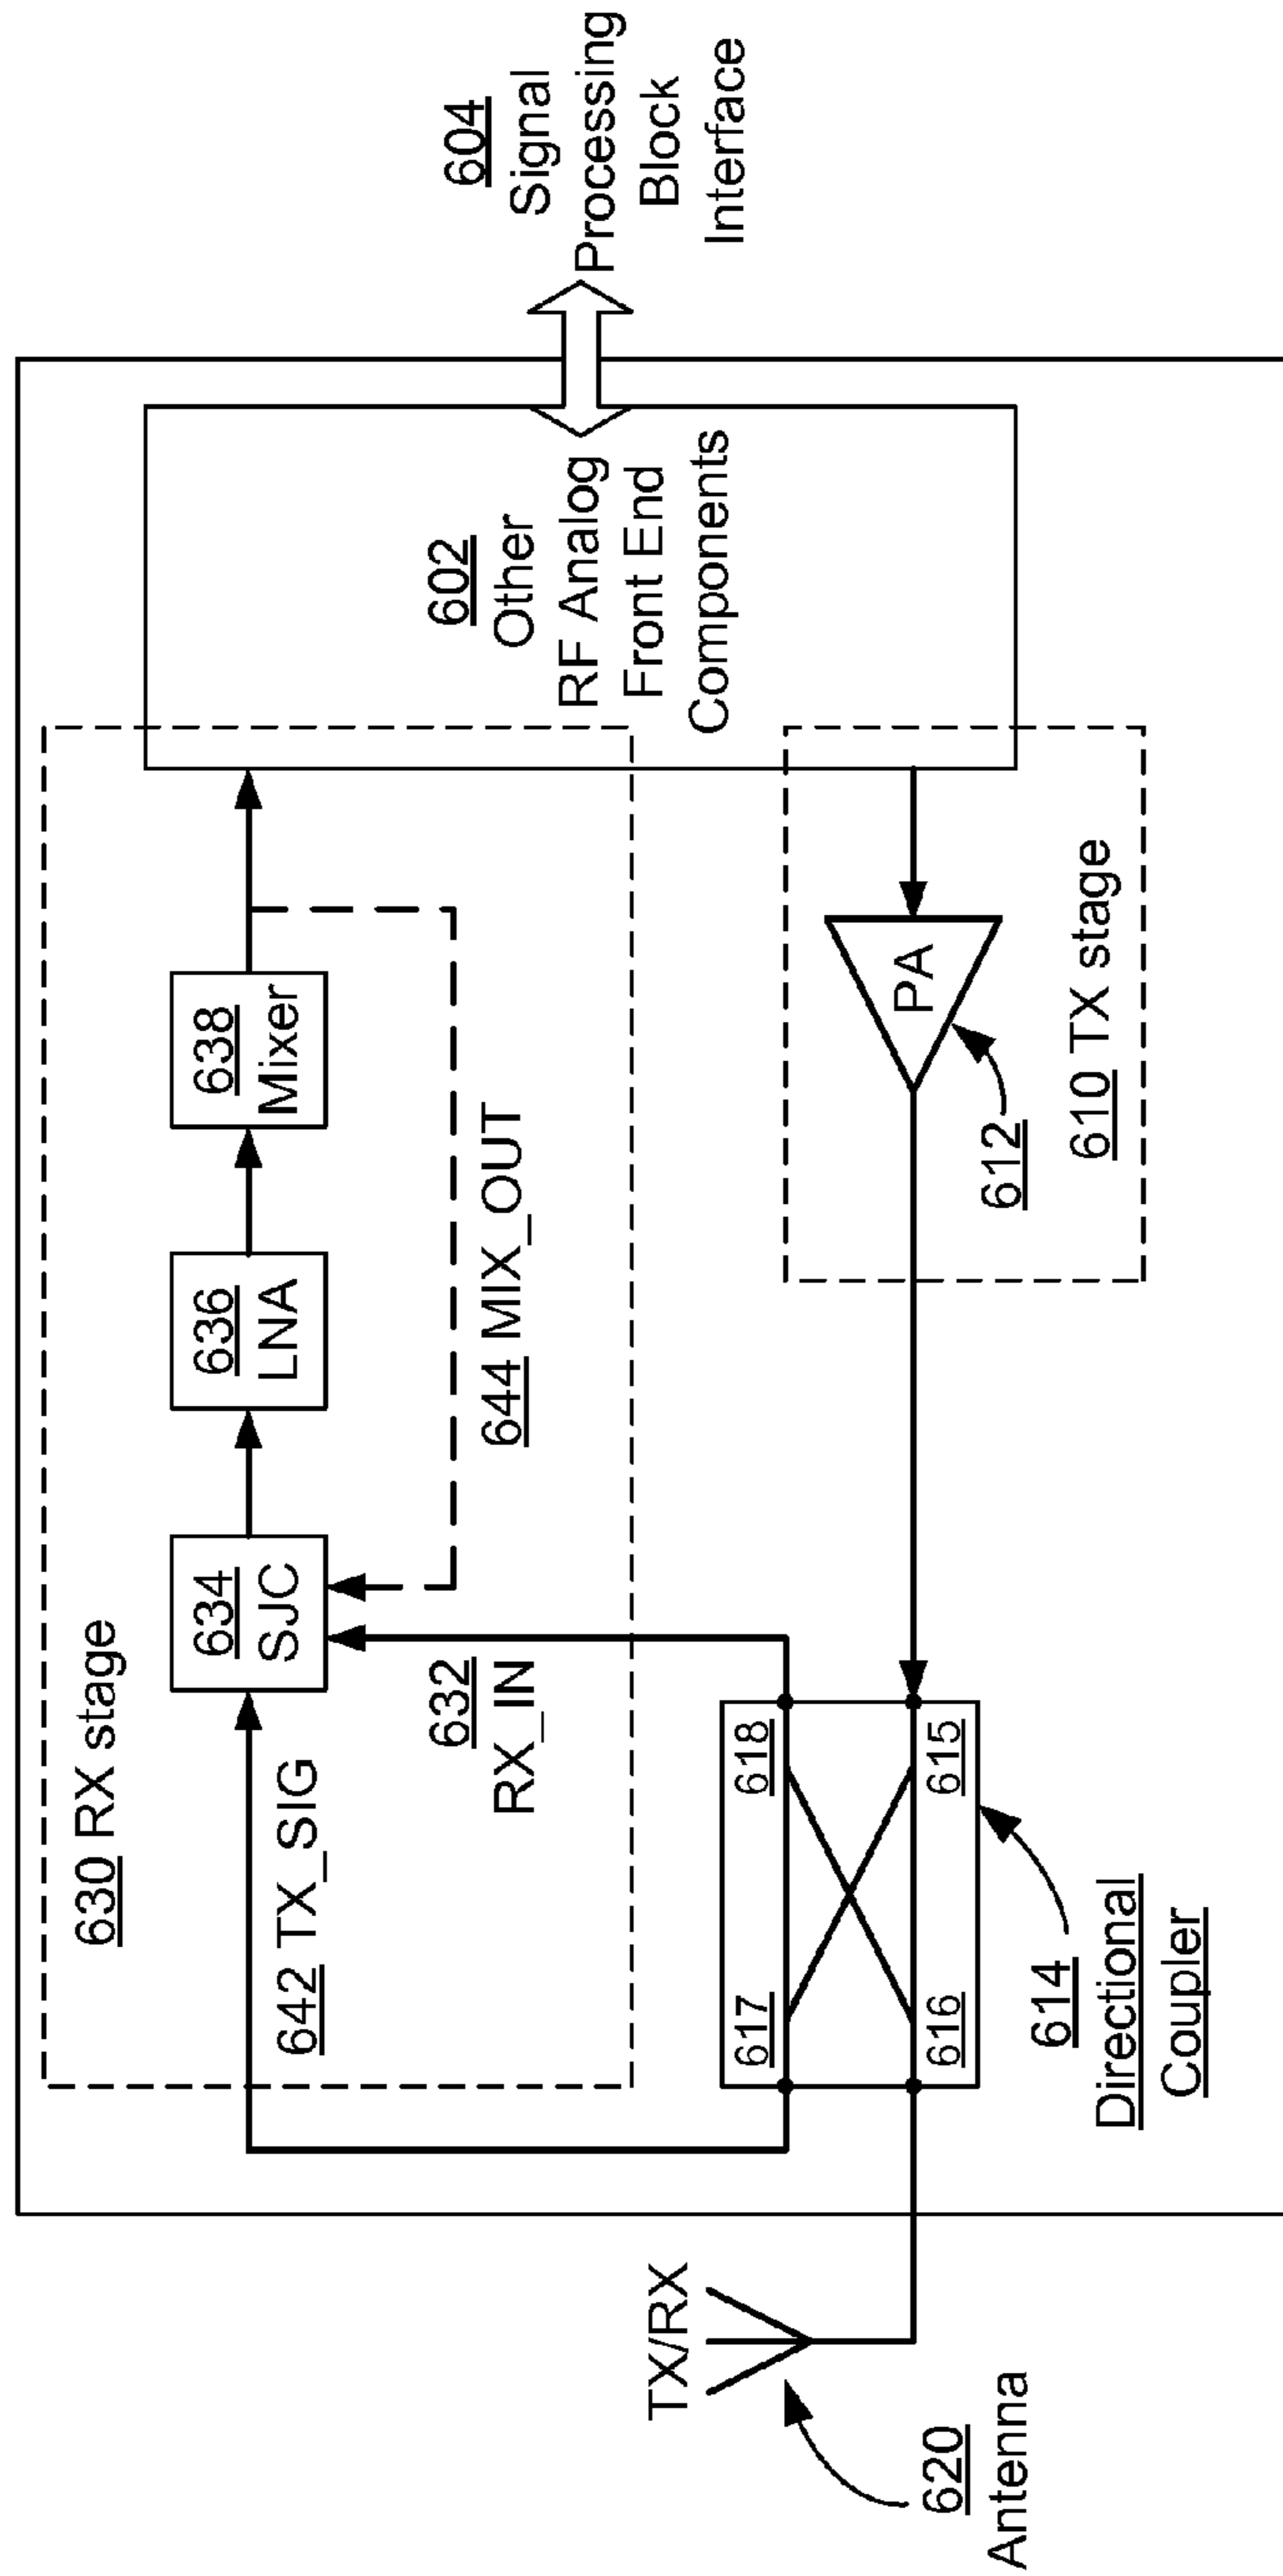 630 RX stage
642 TX_SIG
634
SJC
636
LNA
638
Mixer
632
RX_IN
644 MIX_OUT
602
Other
RF Analog
Front End
Components
604
Signal
Processing
Block
Interface
TX/RX
620
Antenna
617
618
616
615
614
Directional
Coupler
PA
612
610 TX stage